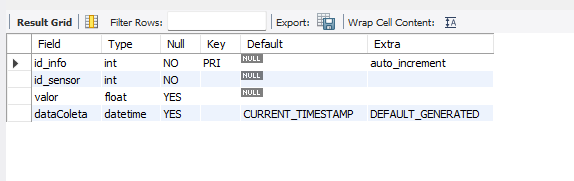 Result Grid Filter Rows: Export: Wrap Cell Content: IA
Field Type Null Key Default Extra
id_info int NO PRI NULL auto_increment
id_sensor int NO NULL
valor float YES NULL
dataColeta datetime YES CURRENT_TIMESTAMP DEFAULT_GENERATED